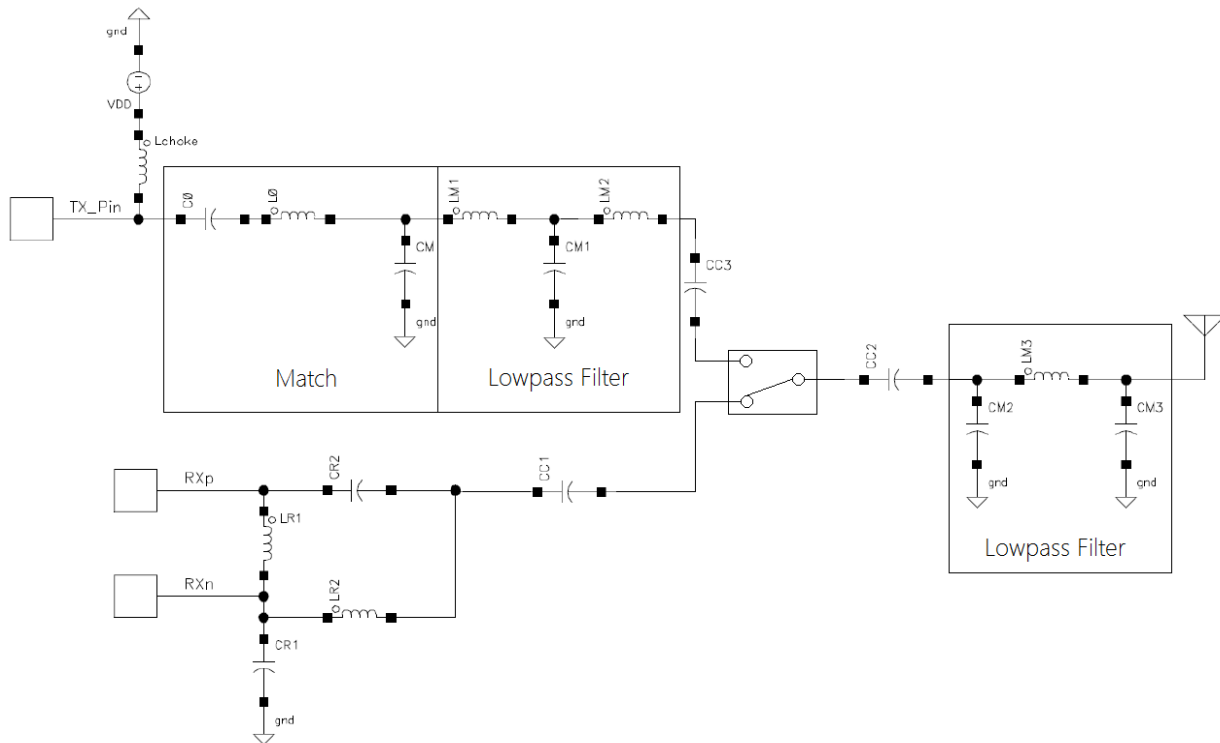 gnd
VDD
Lchoke
TX_Pin
C0
L0
CM
gnd
Match
LM1
LM2
CM1
gnd
Lowpass Filter
CC3
CC2
LM3
CM2
gnd
CM3
gnd
Lowpass Filter
RXp
CR2
CC1
LR1
RXn
LR2
CR1
gnd